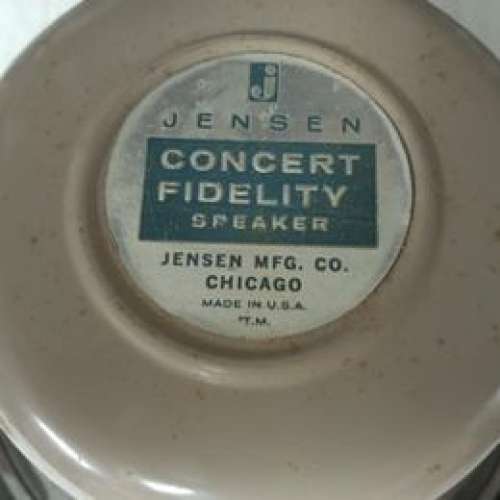 JENSEN
CONCERT
FIDELITY
SPEAKER
JENSEN MFG. CO.
CHICAGO
MADE IN U.S.A.
*T.M.